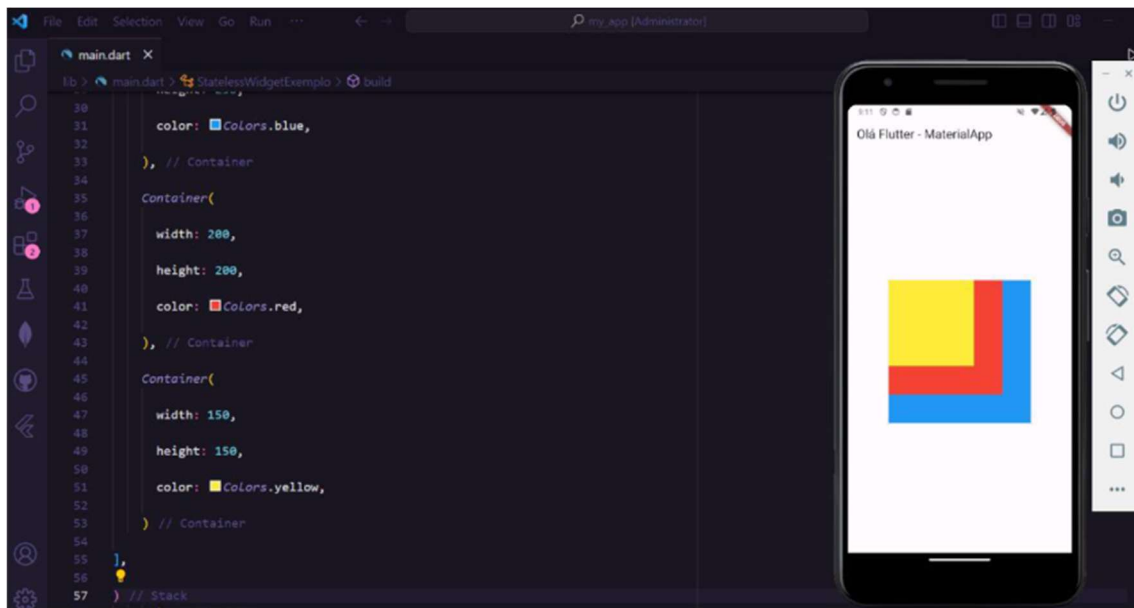 File Edit Selection View Go Run ···
my_app [Administrator]
main.dart
lib > main.dart > StatelessWidgetExemplo > build
30
31 color: Colors.blue,
32
33 ), // Container
34
35 Container(
36
37 width: 200,
38
39 height: 200,
40
41 color: Colors.red,
42
43 ), // Container
44
45 Container(
46
47 width: 150,
48
49 height: 150,
50
51 color: Colors.yellow,
52
53 ) // Container
54
55 ],
56
57 ) // Stack
1
2
Olá Flutter - MaterialApp